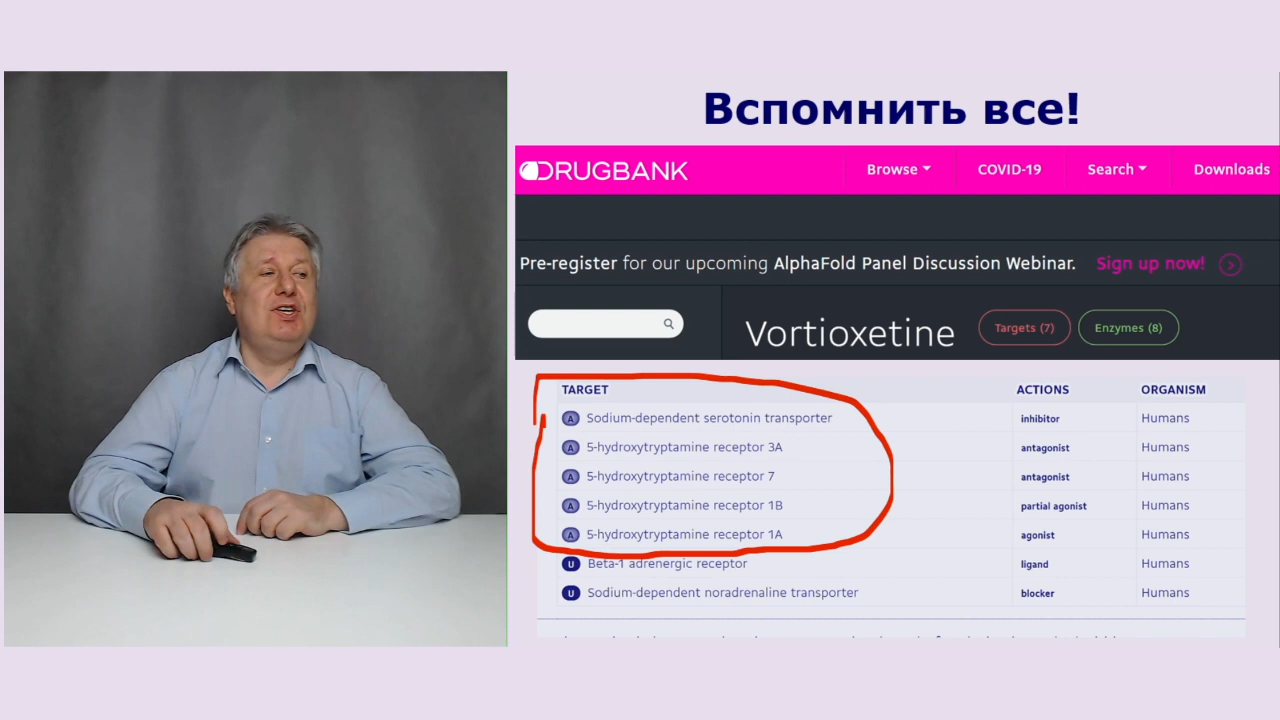 Вспомнить все!
DRUGBANK Browse COVID-19 Search Downloads
Pre-register for our upcoming AlphaFold Panel Discussion Webinar. Sign up now!
Vortioxetine Targets (7) Enzymes (8)
TARGET ACTIONS ORGANISM
A Sodium-dependent serotonin transporter inhibitor Humans
A 5-hydroxytryptamine receptor 3A antagonist Humans
A 5-hydroxytryptamine receptor 7 antagonist Humans
A 5-hydroxytryptamine receptor 1B partial agonist Humans
A 5-hydroxytryptamine receptor 1A agonist Humans
U Beta-1 adrenergic receptor ligand Humans
U Sodium-dependent noradrenaline transporter blocker Humans